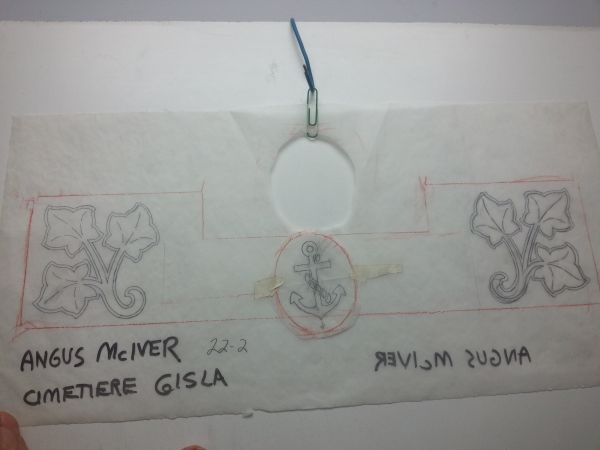 ANGUS McIVER 22-2
CIMETIERE GISLA
ANGUS McIVER